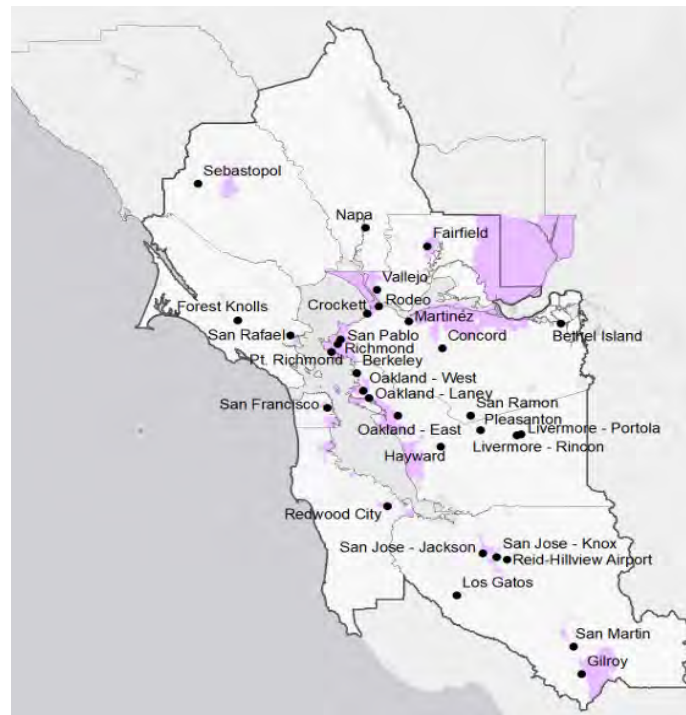 Sebastopol
Napa
Fairfield
Vallejo
Forest Knolls
Crockett
Rodeo
Martinez
San Rafael
San Pablo
Concord
Bethel Island
Richmond
Pt. Richmond
Berkeley
Oakland - West
Oakland - Laney
San Francisco
San Ramon
Oakland - East
Pleasanton
Livermore - Portola
Hayward
Livermore - Rincon
Redwood City
San Jose - Jackson
San Jose - Knox
Reid-Hillview Airport
Los Gatos
San Martin
Gilroy